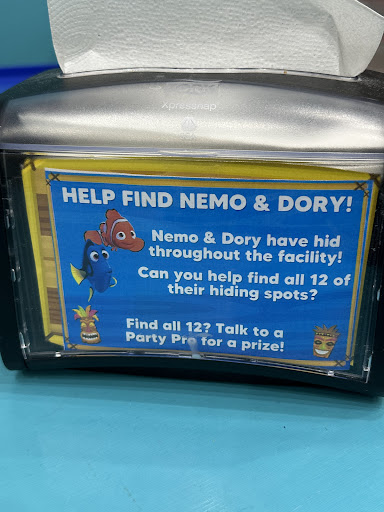 Xpressnap
HELP FIND NEMO & DORY!
Nemo & Dory have hid
throughout the facility!
Can you help find all 12 of
their hiding spots?
Find all 12? Talk to a
Party Pro for a prize!